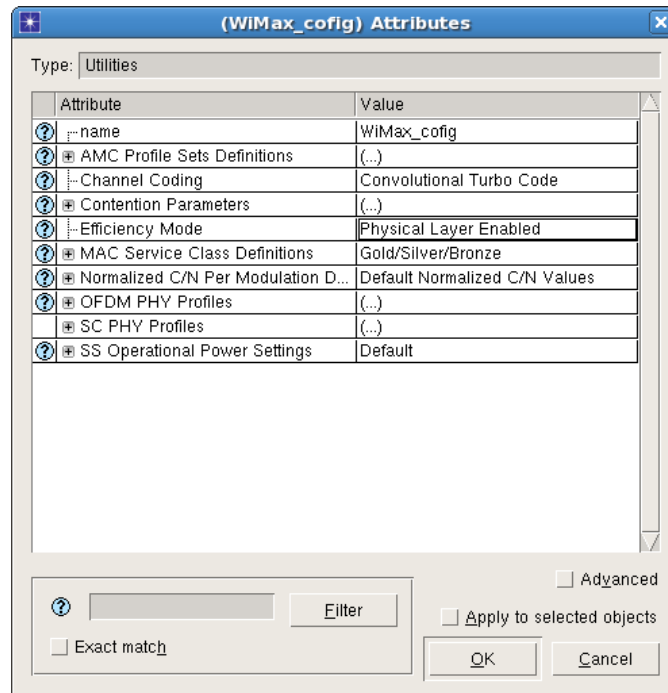 (WiMax_cofig) Attributes
Type: Utilities
Attribute Value
name WiMax_cofig
AMC Profile Sets Definitions (...)
Channel Coding Convolutional Turbo Code
Contention Parameters (...)
Efficiency Mode Physical Layer Enabled
MAC Service Class Definitions Gold/Silver/Bronze
Normalized C/N Per Modulation D... Default Normalized C/N Values
OFDM PHY Profiles (...)
SC PHY Profiles (...)
SS Operational Power Settings Default
Advanced
Filter
Apply to selected objects
Exact match
OK Cancel